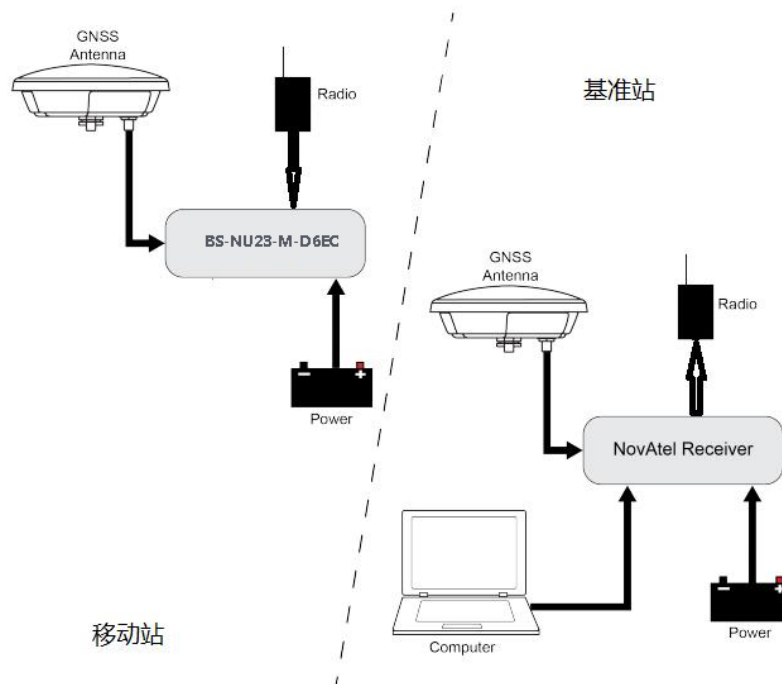 GNSS
Antenna
Radio
BS-NU23-M-D6EC
Power
移动站
基准站
GNSS
Antenna
Radio
NovAtel Receiver
Computer
Power